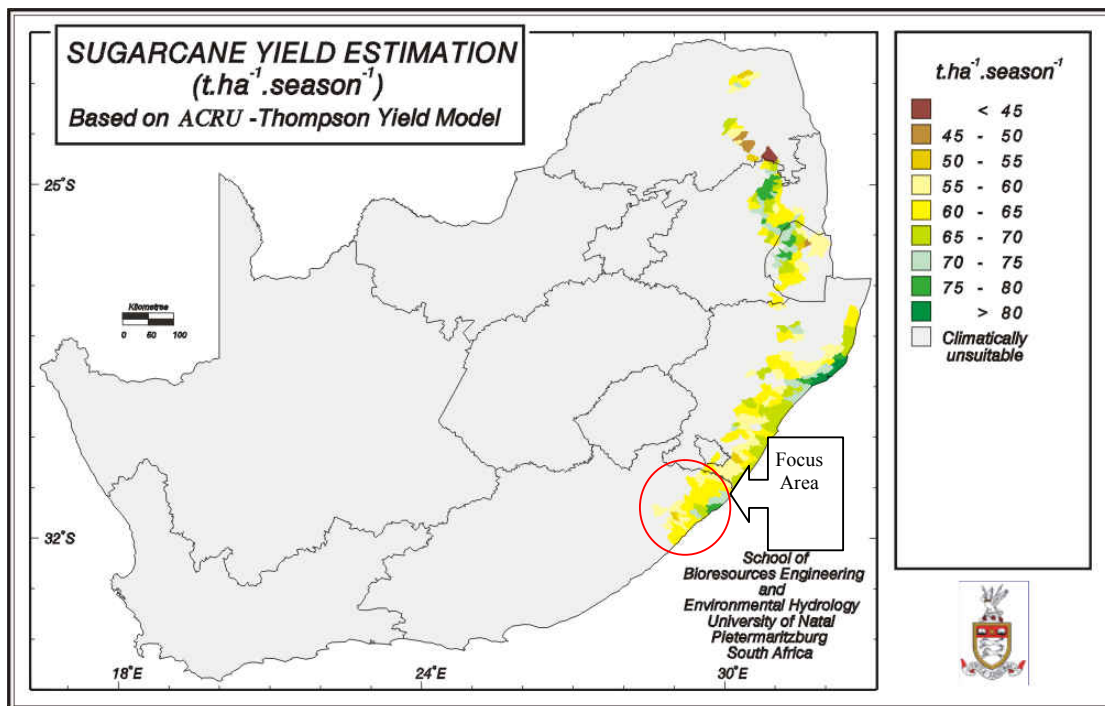 SUGARCANE YIELD ESTIMATION
(t.ha⁻¹.season⁻¹)
Based on ACRU -Thompson Yield Model
t.ha⁻¹.season⁻¹
< 45
45 - 50
50 - 55
55 - 60
60 - 65
65 - 70
70 - 75
75 - 80
> 80
Climatically
unsuitable
25°S
Kilometres
0 50 100
Focus
Area
32°S
School of
Bioresources Engineering
and
Environmental Hydrology
University of Natal
Pietermaritzburg
South Africa
18°E
24°E
30°E